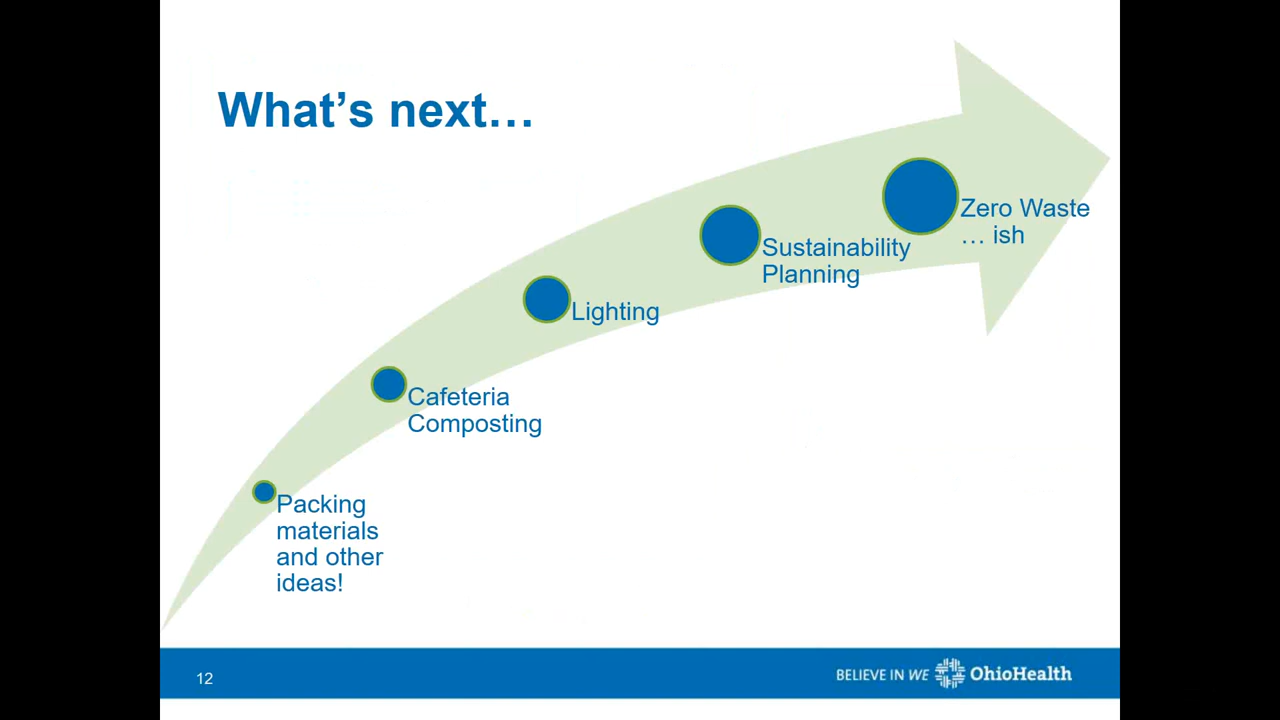 What's next…
Zero Waste
… ish
Sustainability
Planning
Lighting
Cafeteria
Composting
Packing
materials
and other
ideas!
12
BELIEVE IN WE OhioHealth